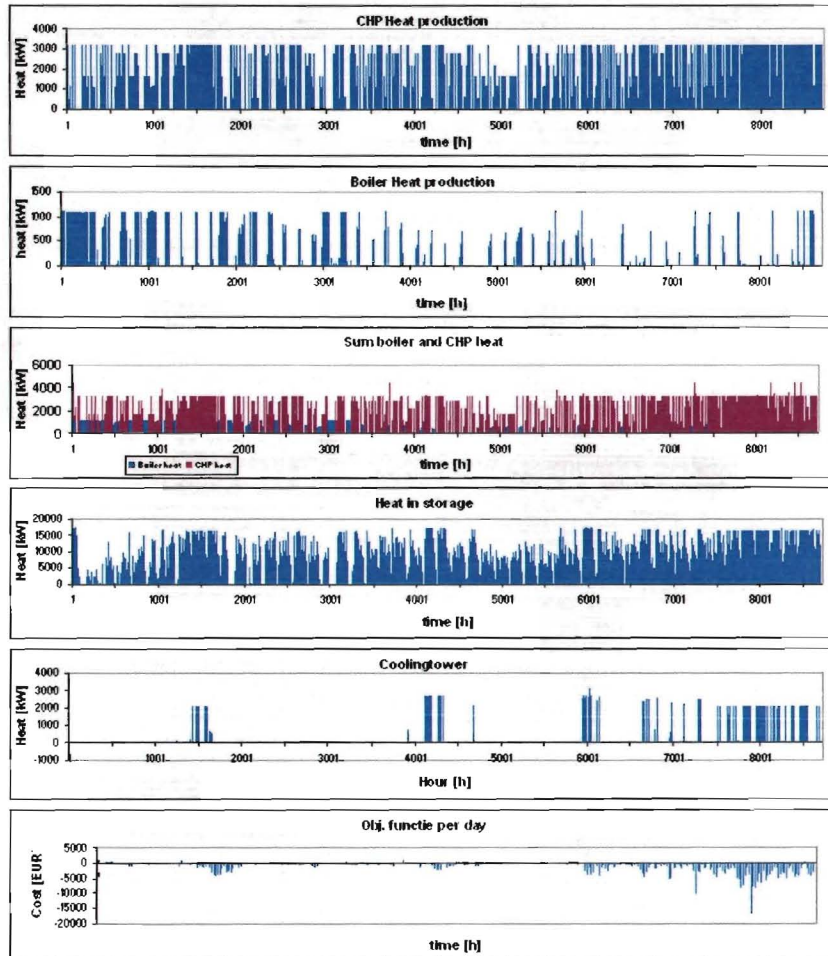 CHP Heat production
Heat [kW]
4000
3000
2000
1000
0
1 1001 2001 3001 4001 5001 6001 7001 8001
time [h]
Boiler Heat production
heat [kW]
1500
1000
500
0
1 1001 2001 3001 4001 5001 6001 7001 8001
time [h]
Sum boiler and CHP heat
Heat [kW]
6000
4000
2000
0
1 1001 2001 3001 4001 5001 6001 7001 8001
Boiler heat CHP heat
time [h]
Heat in storage
Heat [kW]
20000
15000
10000
5000
0
1 1001 2001 3001 4001 5001 6001 7001 8001
time [h]
Coolingtower
Heat [kW]
4000
3000
2000
1000
0
-1000
1 1001 2001 3001 4001 5001 6001 7001 8001
Hour [h]
Obj. functie per day
Cost [EUR]
5000
0
-5000
-10000
-15000
-20000
time [h]